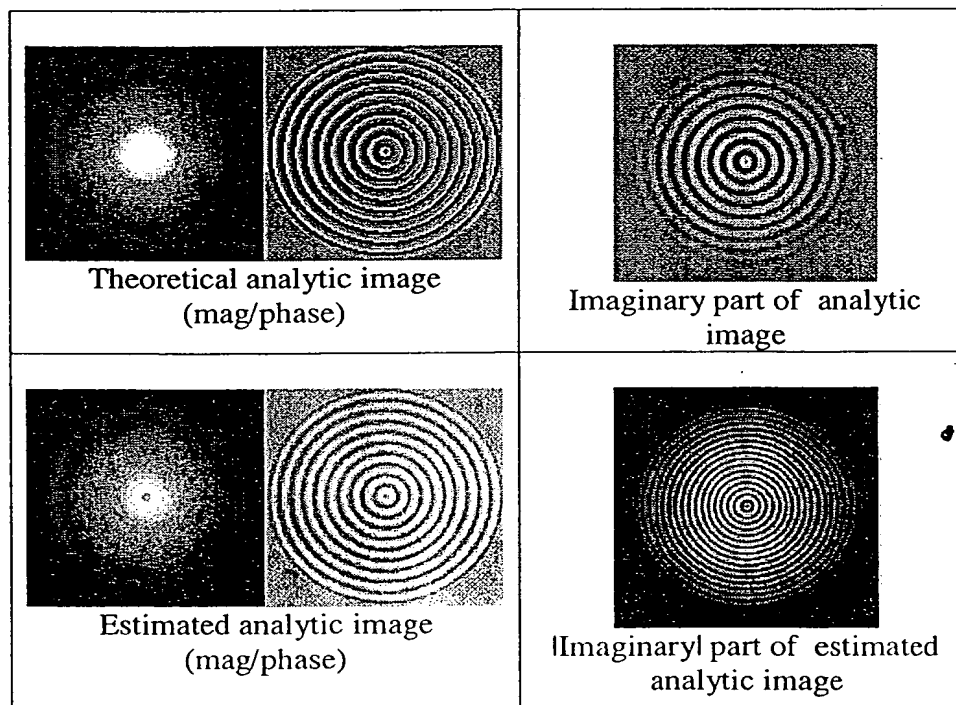 Theoretical analytic image
(mag/phase)
Imaginary part of analytic
image
Estimated analytic image
(mag/phase)
|Imaginary| part of estimated
analytic image